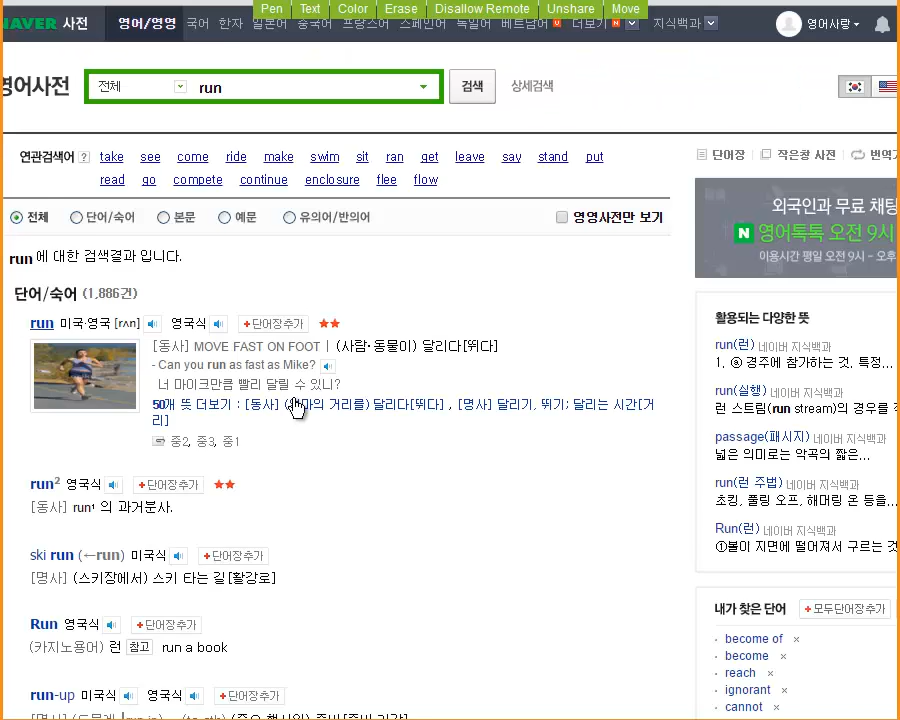 Pen Text Color Erase Disallow Remote Unshare Move
NAVER 사전 영어/영영 국어 한자 일본어 중국어 프랑스어 스페인어 독일어 베트남어 더보기 지식백과 영어사랑
영어사전 전체 run 검색 상세검색
연관검색어 ? take see come ride make swim sit ran get leave say stand put
read go compete continue enclosure flee flow
단어장 작은창 사전 번역기
전체 단어/숙어 본문 예문 유의어/반의어 영영사전만 보기
외국인과 무료 채팅
N 영어톡톡 오전 9시
이용시간 평일 오전 9시 - 오후
run 에 대한 검색결과 입니다.
단어/숙어 (1,886건)
run 미국·영국 [rʌn] 영국식 +단어장추가 ★★
[동사] MOVE FAST ON FOOT | (사람·동물이) 달리다[뛰다]
- Can you run as fast as Mike?
너 마이크만큼 빨리 달릴 수 있니?
50개 뜻 더보기 : [동사] 거리를) 달리다[뛰다] , [명사] 달리기, 뛰기; 달리는 시간[거
리]
중2, 중3, 중1
run² 영국식 +단어장추가 ★★
[동사] run¹ 의 과거분사.
ski run (←run) 미국식 +단어장추가
[명사] (스키장에서) 스키 타는 길[활강로]
Run 영국식 +단어장추가
(카지노용어) 런 참고 run a book
run-up 미국식 영국식 +단어장추가
활용되는 다양한 뜻
run(런) 네이버 지식백과
1. ⓐ 경주에 참가하는 것. 특정...
run(실행) 네이버 지식백과
런 스트림(run stream)의 경우를
passage(패시지) 네이버 지식백과
넓은 의미로는 악곡의 짧은...
run(런 주법) 네이버 지식백과
초킹, 풀링 오프, 해머링 온 등을...
Run(런) 네이버 지식백과
①볼이 지면에 떨어져서 구르는 것
내가 찾은 단어 +모두단어장추가
· become of ×
· become ×
· reach ×
· ignorant ×
· cannot ×